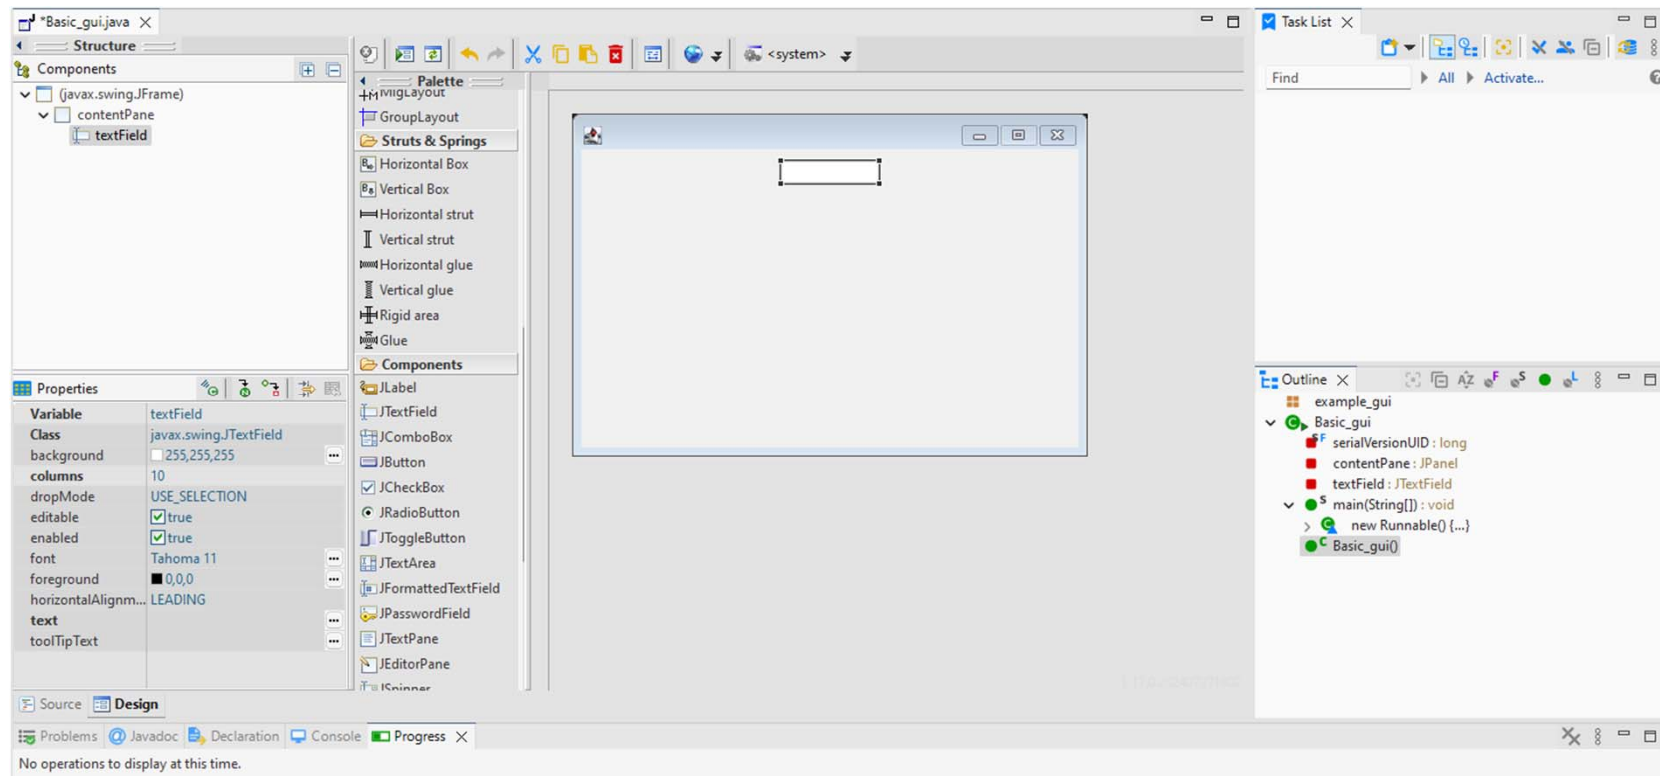 *Basic_gui.java
Structure
Components
(javax.swing.JFrame)
contentPane
textField
Properties
Variable textField
Class javax.swing.JTextField
background 255,255,255
columns 10
dropMode USE_SELECTION
editable true
enabled true
font Tahoma 11
foreground 0,0,0
horizontalAlignm... LEADING
text
toolTipText
Source Design
<system>
Palette
MigLayout
GroupLayout
Struts & Springs
Horizontal Box
Vertical Box
Horizontal strut
Vertical strut
Horizontal glue
Vertical glue
Rigid area
Glue
Components
JLabel
JTextField
JComboBox
JButton
JCheckBox
JRadioButton
JToggleButton
JTextArea
JFormattedTextField
JPasswordField
JTextPane
JEditorPane
JSpinner
Task List
Find All Activate...
Outline
example_gui
Basic_gui
serialVersionUID : long
contentPane : JPanel
textField : JTextField
main(String[]) : void
new Runnable() {...}
Basic_gui()
Problems Javadoc Declaration Console Progress
No operations to display at this time.